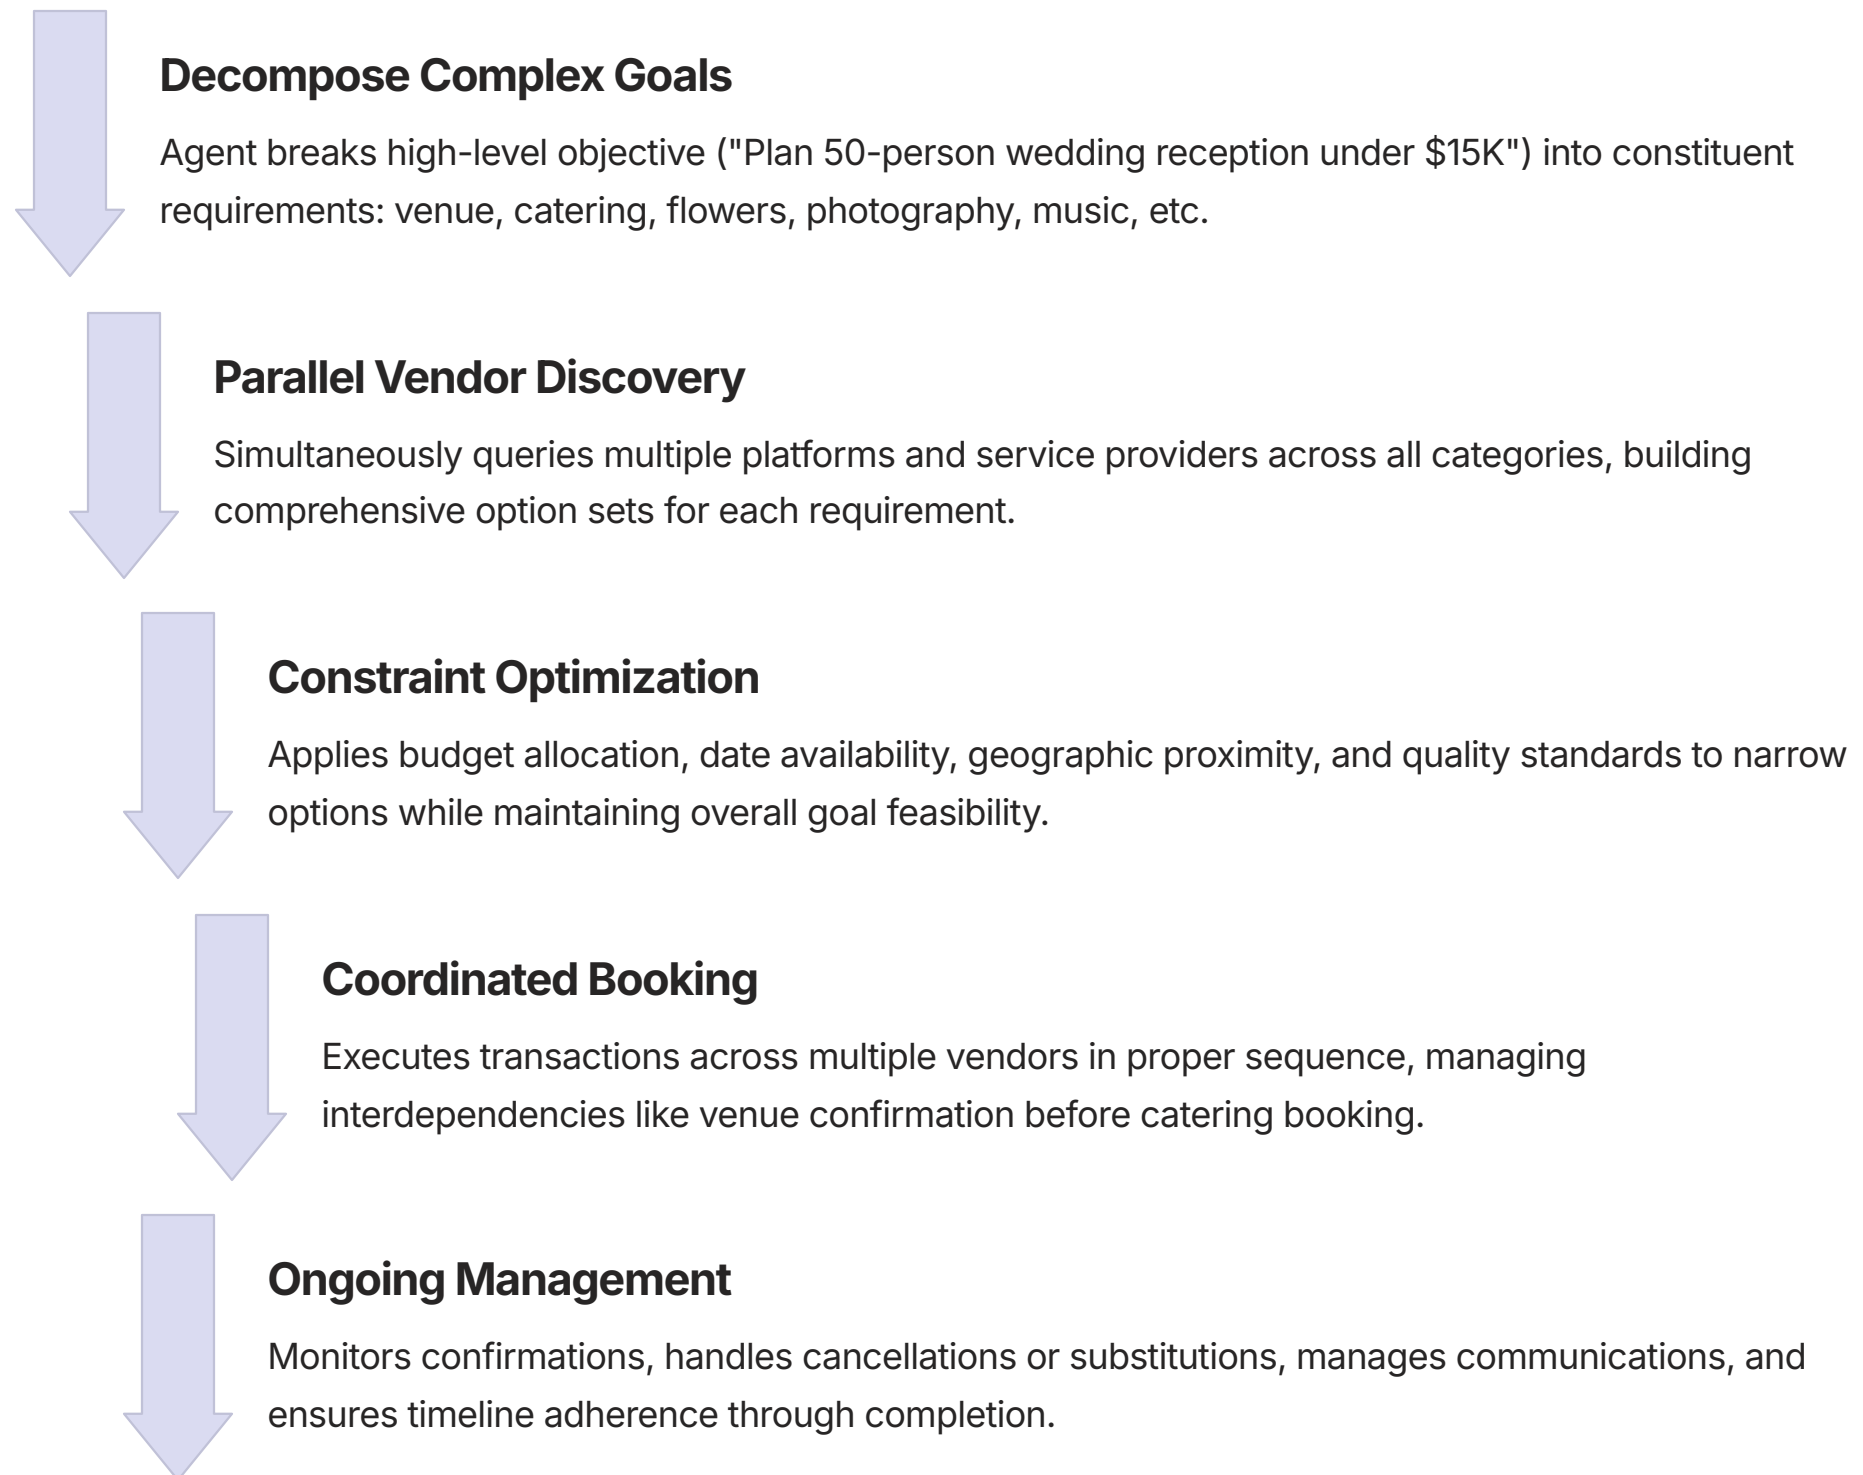 Decompose Complex Goals
Agent breaks high-level objective ("Plan 50-person wedding reception under $15K") into constituent
requirements: venue, catering, flowers, photography, music, etc.
Parallel Vendor Discovery
Simultaneously queries multiple platforms and service providers across all categories, building
comprehensive option sets for each requirement.
Constraint Optimization
Applies budget allocation, date availability, geographic proximity, and quality standards to narrow
options while maintaining overall goal feasibility.
Coordinated Booking
Executes transactions across multiple vendors in proper sequence, managing
interdependencies like venue confirmation before catering booking.
Ongoing Management
Monitors confirmations, handles cancellations or substitutions, manages communications, and
ensures timeline adherence through completion.